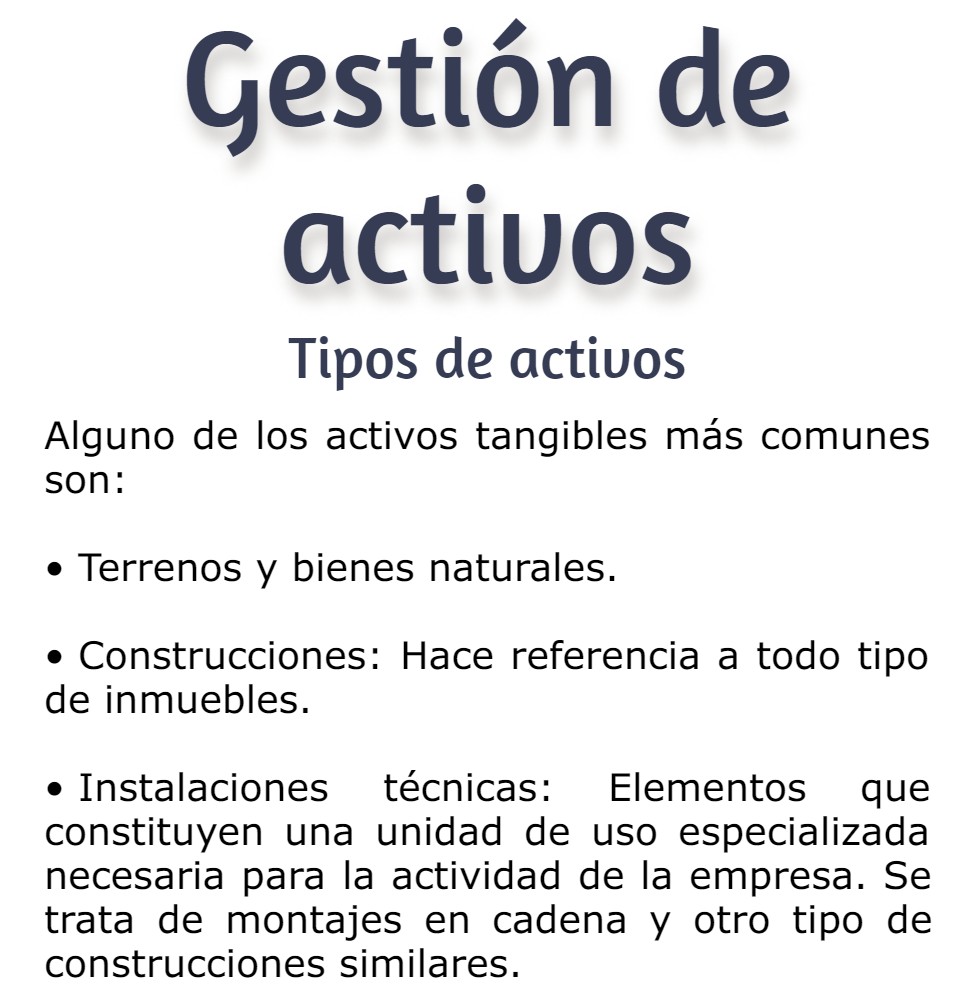 Gestión de
activos
Tipos de activos
Alguno de los activos tangibles más comunes
son:
• Terrenos y bienes naturales.
• Construcciones: Hace referencia a todo tipo
de inmuebles.
• Instalaciones técnicas: Elementos que
constituyen una unidad de uso especializada
necesaria para la actividad de la empresa. Se
trata de montajes en cadena y otro tipo de
construcciones similares.